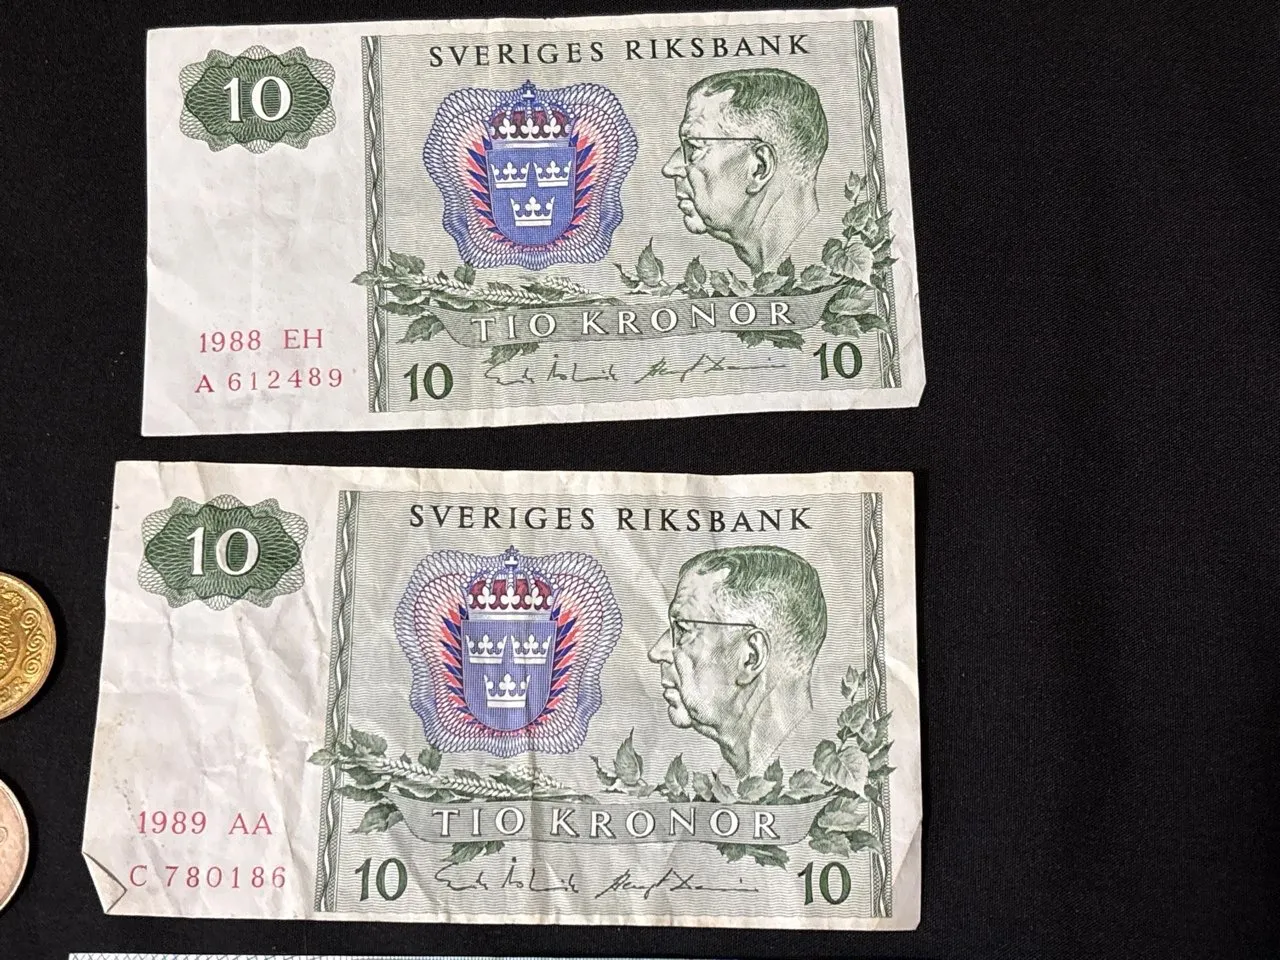 10
SVERIGES RIKSBANK
TIO KRONOR
1988 EH
A 612489
10
10
10
SVERIGES RIKSBANK
TIO KRONOR
1989 AA
C 780186
10
10